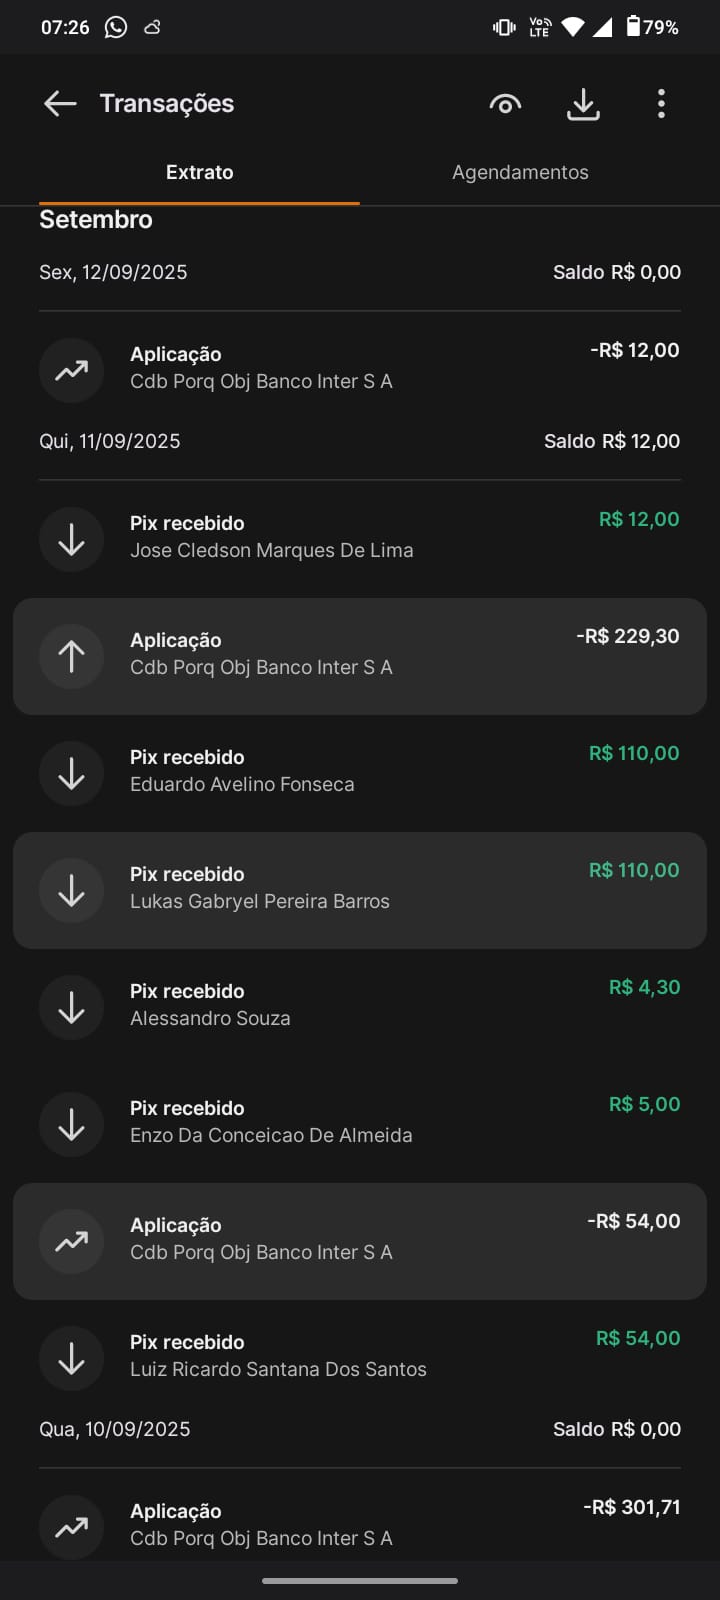 07:26 Vo LTE 79%
Transações
Extrato Agendamentos
Setembro
Sex, 12/09/2025 Saldo R$ 0,00
Aplicação -R$ 12,00
Cdb Porq Obj Banco Inter S A
Qui, 11/09/2025 Saldo R$ 12,00
Pix recebido R$ 12,00
Jose Cledson Marques De Lima
Aplicação -R$ 229,30
Cdb Porq Obj Banco Inter S A
Pix recebido R$ 110,00
Eduardo Avelino Fonseca
Pix recebido R$ 110,00
Lukas Gabryel Pereira Barros
Pix recebido R$ 4,30
Alessandro Souza
Pix recebido R$ 5,00
Enzo Da Conceicao De Almeida
Aplicação -R$ 54,00
Cdb Porq Obj Banco Inter S A
Pix recebido R$ 54,00
Luiz Ricardo Santana Dos Santos
Qua, 10/09/2025 Saldo R$ 0,00
Aplicação -R$ 301,71
Cdb Porq Obj Banco Inter S A